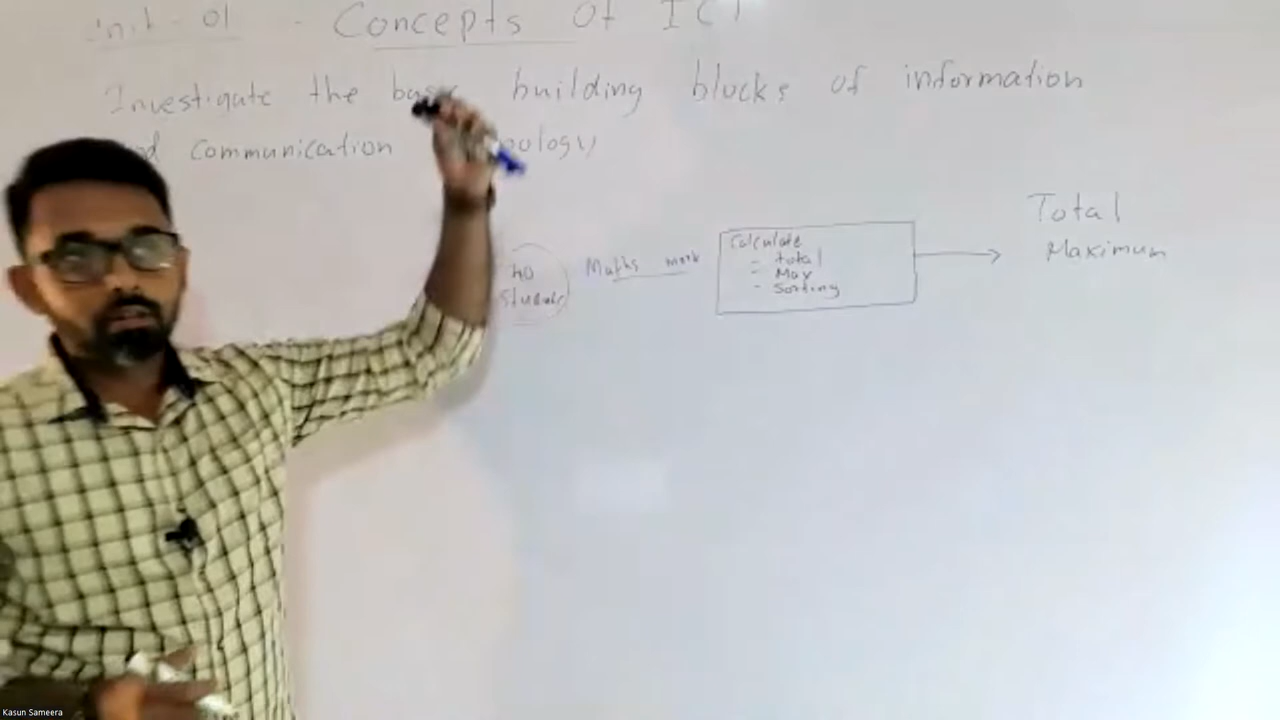 Unit - 01 - Concepts of ICT
Investigate the basic building blocks of information
and communication
40 Maths mark
students
Calculate
- total
- Max
- Sorting
Total
Maximum
Kasun Sameera